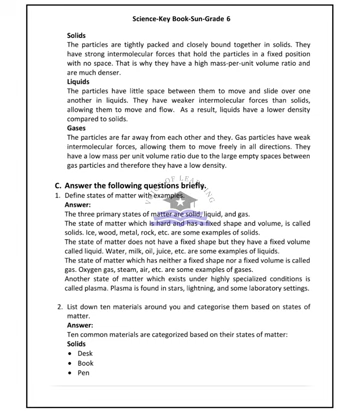 Science-Key Book-Sun-Grade 6
Solids
The particles are tightly packed and closely bound together in solids. They
have strong intermolecular forces that hold the particles in a fixed position
with no space. That is why they have a high mass-per-unit volume ratio and
are much denser.
Liquids
The particles have little space between them to move and slide over one
another in liquids. They have weaker intermolecular forces than solids,
allowing them to move and flow. As a result, liquids have a lower density
compared to solids.
Gases
The particles are far away from each other and they. Gas particles have weak
intermolecular forces, allowing them to move freely in all directions. They
have a low mass per unit volume ratio due to the large empty spaces between
gas particles and therefore they have a low density.
C. Answer the following questions briefly.
1. Define states of matter with examples.
Answer:
The three primary states of matter are solid, liquid, and gas.
The state of matter which is hard and has a fixed shape and volume, is called
solids. Ice, wood, metal, rock, etc. are some examples of solids.
The state of matter does not have a fixed shape but they have a fixed volume
called liquid. Water, milk, oil, juice, etc. are some examples of liquids.
The state of matter which has neither a fixed shape nor a fixed volume is called
gas. Oxygen gas, steam, air, etc. are some examples of gases.
Another state of matter which exists under highly specialized conditions is
called plasma. Plasma is found in stars, lightning, and some laboratory settings.
2. List down ten materials around you and categorise them based on states of
matter.
Answer:
Ten common materials are categorized based on their states of matter:
Solids
• Desk
• Book
• Pen